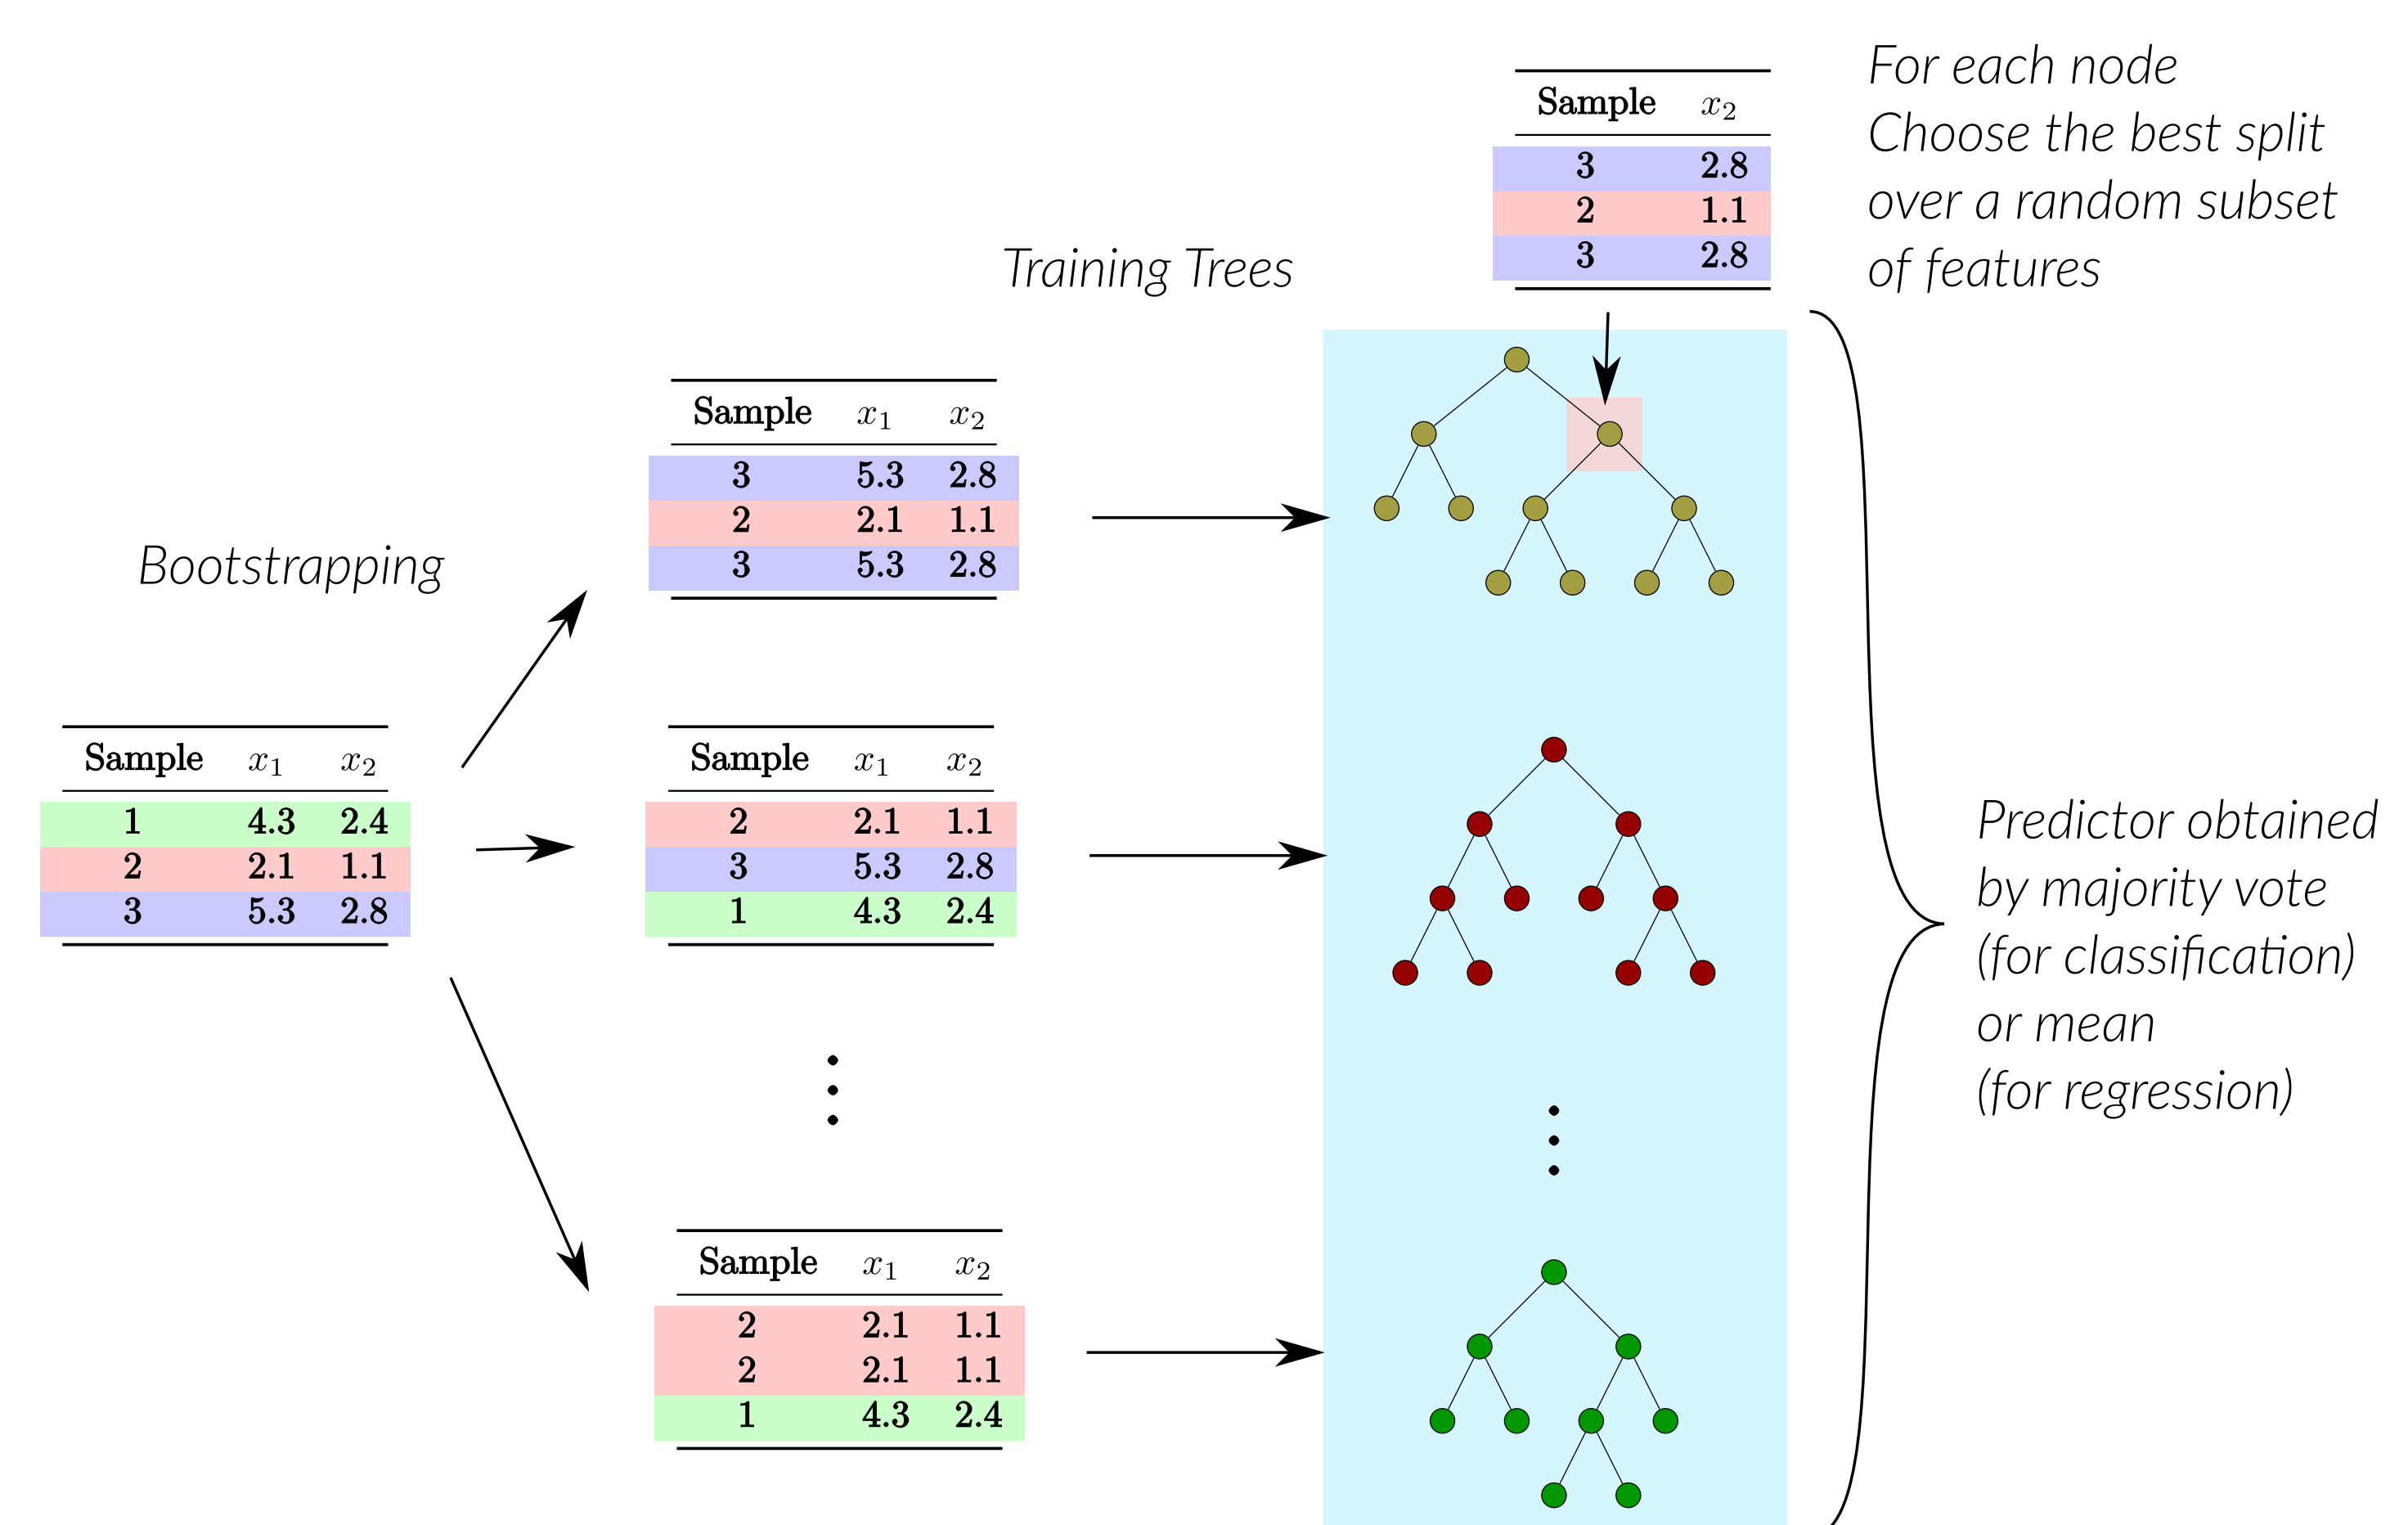 Bootstrapping
Sample x1 x2
1 4.3 2.4
2 2.1 1.1
3 5.3 2.8
Training Trees
Sample x1 x2
3 5.3 2.8
2 2.1 1.1
3 5.3 2.8
Sample x1 x2
2 2.1 1.1
3 5.3 2.8
1 4.3 2.4
Sample x1 x2
2 2.1 1.1
2 2.1 1.1
1 4.3 2.4
Sample x2
3 2.8
2 1.1
3 2.8
For each node
Choose the best split
over a random subset
of features
Predictor obtained
by majority vote
(for classification)
or mean
(for regression)